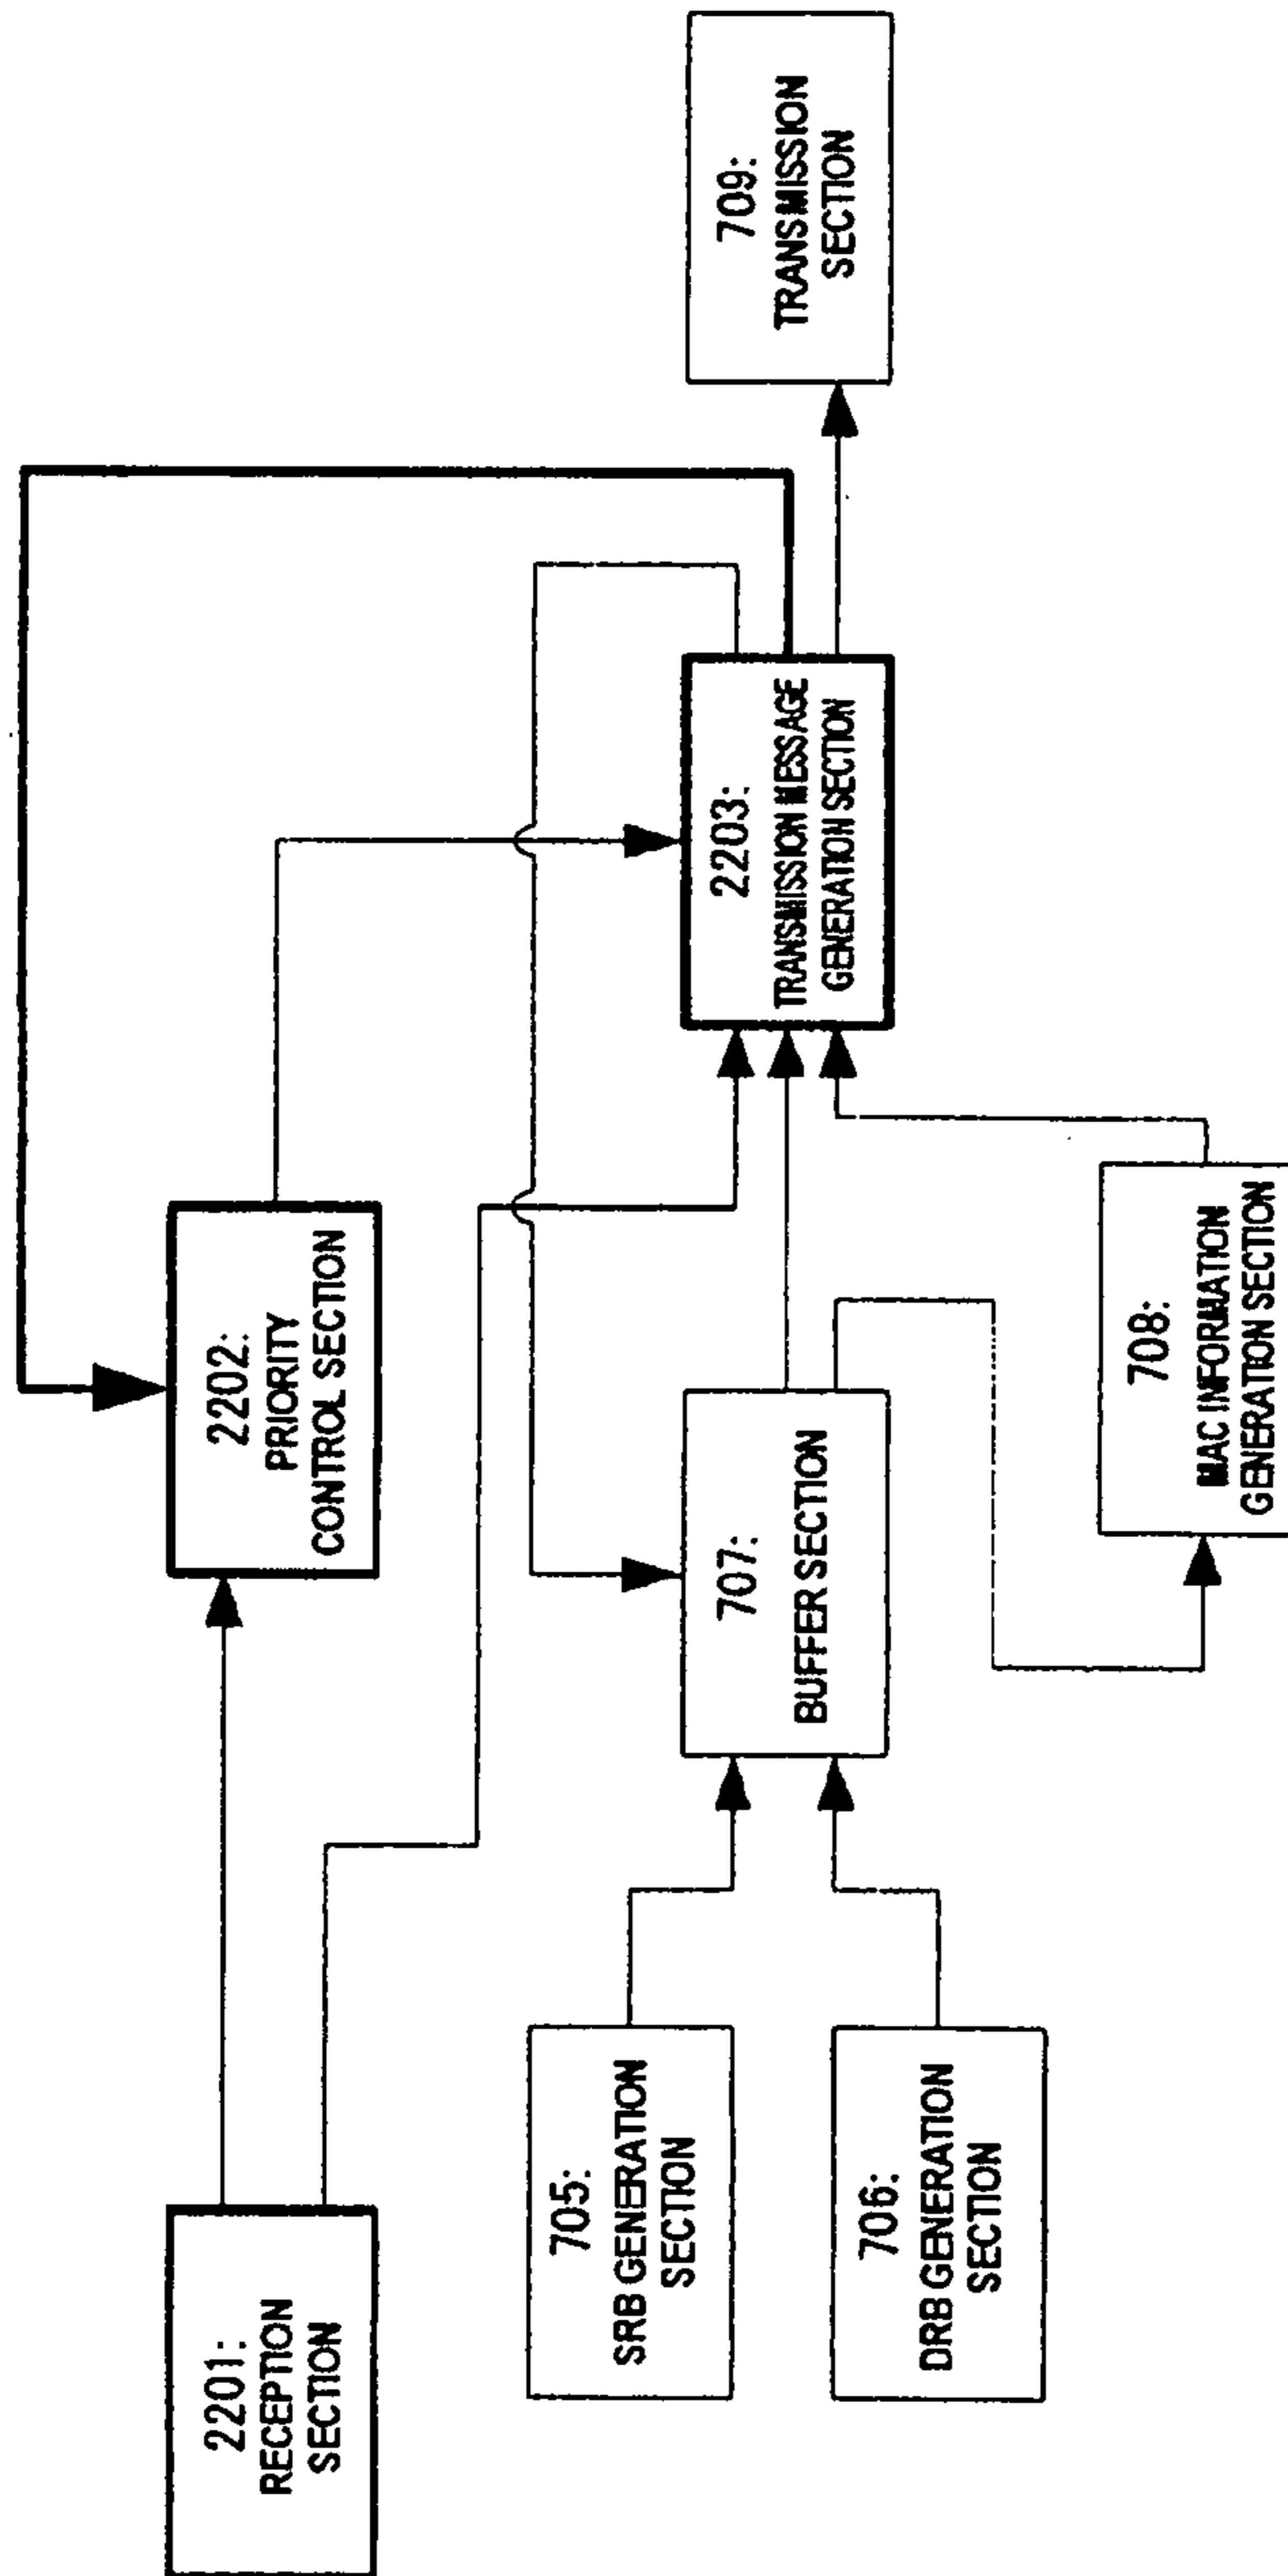 2201:
RECEPTION
SECTION
2202:
PRIORITY
CONTROL SECTION
705:
SRB GENERATION
SECTION
706:
DRB GENERATION
SECTION
707:
BUFFER SECTION
2203:
TRANSMISSION MESSAGE
GENERATION SECTION
709:
TRANSMISSION
SECTION
708:
MAC INFORMATION
GENERATION SECTION